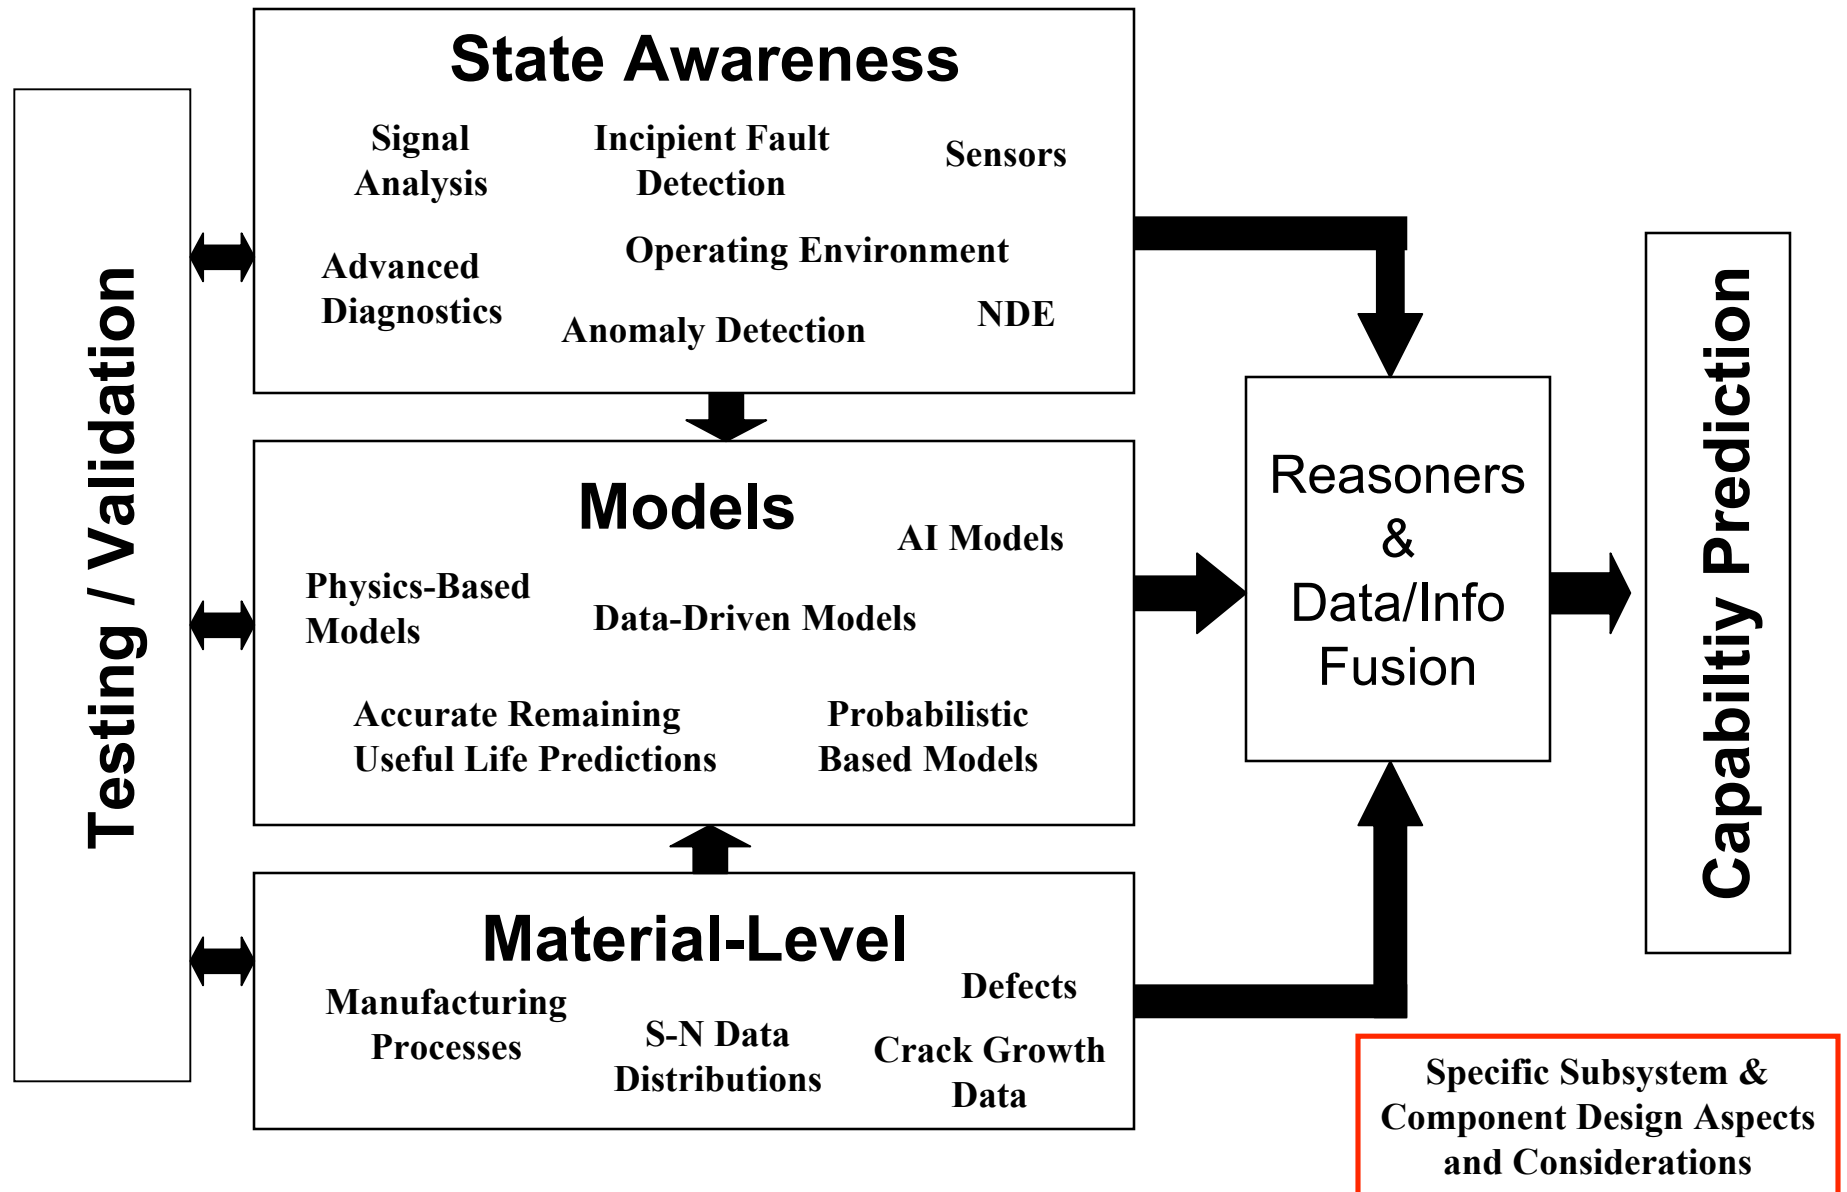 Testing / Validation
State Awareness
Signal
Analysis
Incipient Fault
Detection
Sensors
Advanced
Diagnostics
Operating Environment
Anomaly Detection
NDE
Models
AI Models
Physics-Based
Models
Data-Driven Models
Accurate Remaining
Useful Life Predictions
Probabilistic
Based Models
Material-Level
Manufacturing
Processes
S-N Data
Distributions
Defects
Crack Growth
Data
Reasoners
&
Data/Info
Fusion
Capabiltiy Prediction
Specific Subsystem &
Component Design Aspects
and Considerations